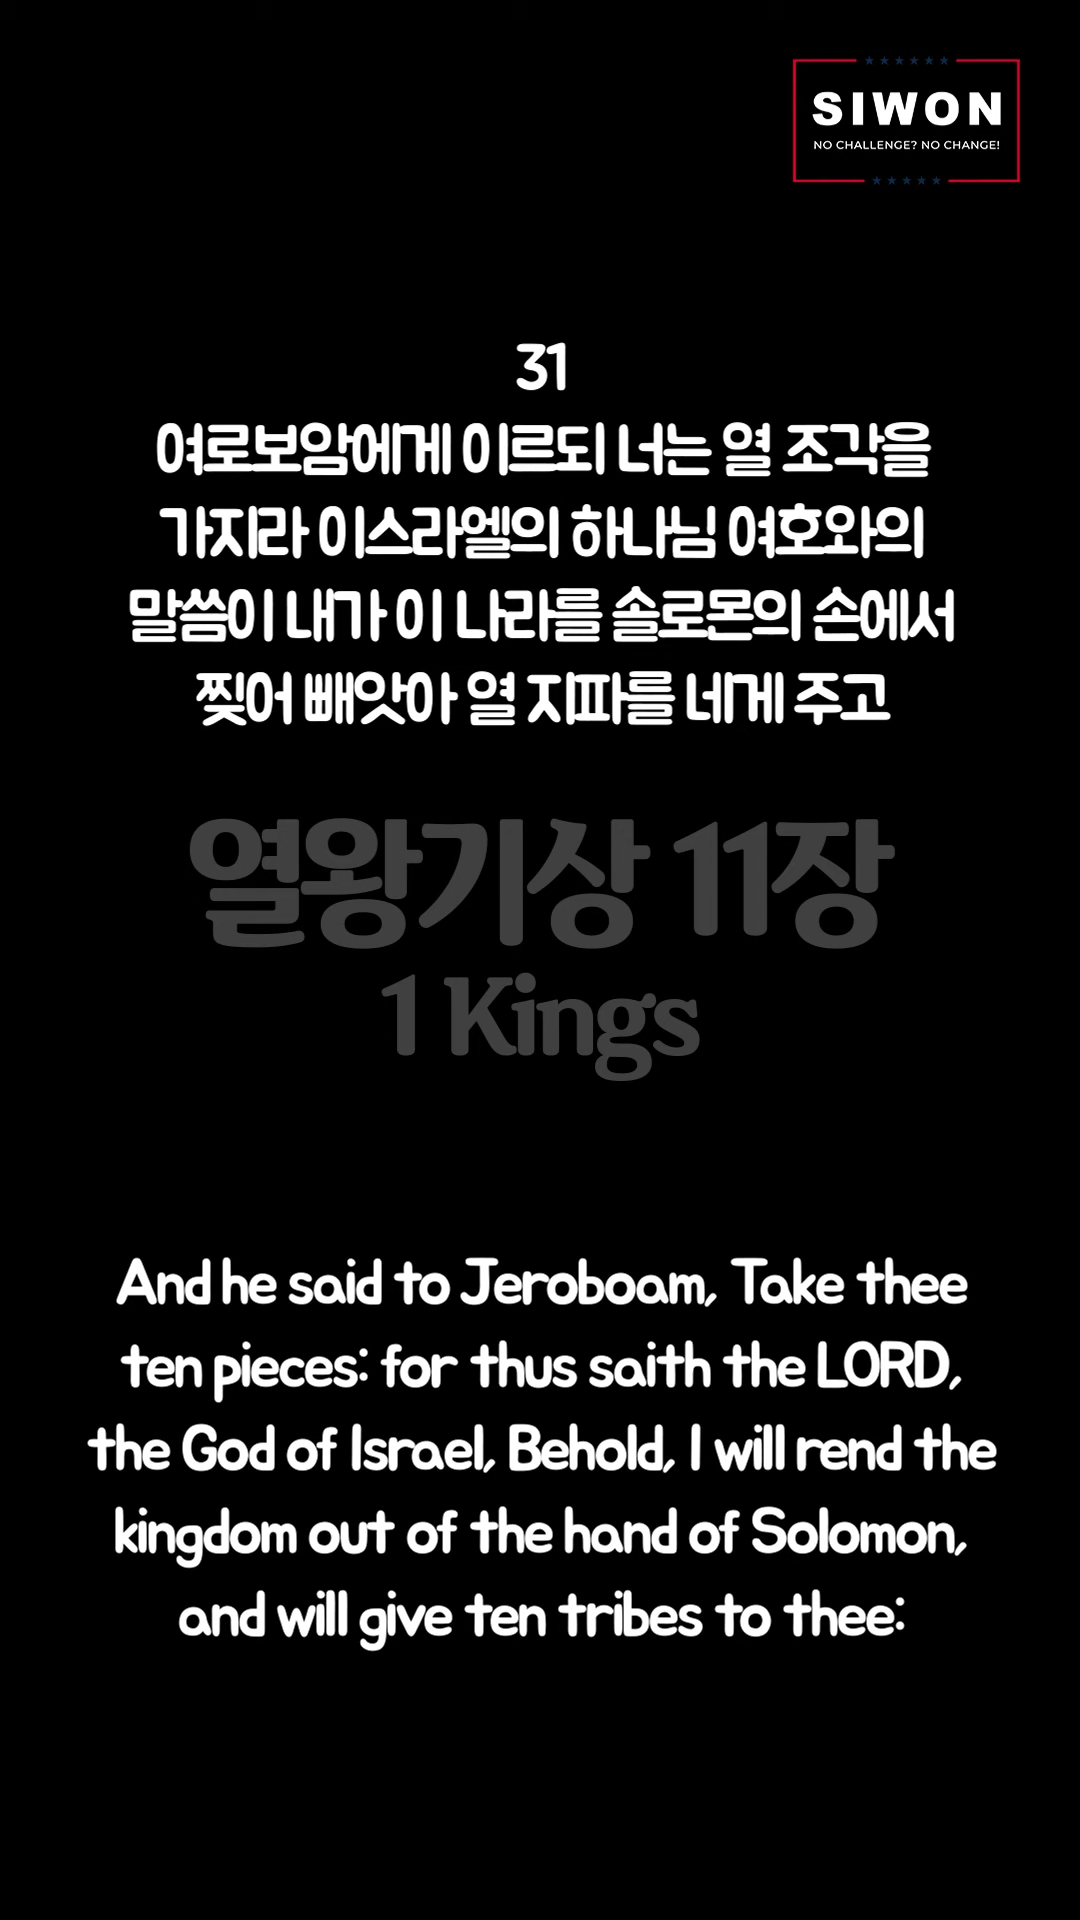 SIWON
NO CHALLENGE? NO CHANGE!
31
여로보암에게 이르되 너는 열 조각을
가지라 이스라엘의 하나님 여호와의
말씀이 내가 이 나라를 솔로몬의 손에서
찢어 빼앗아 열 지파를 네게 주고
열왕기상 11장
1 Kings
And he said to Jeroboam, Take thee
ten pieces: for thus saith the LORD,
the God of Israel, Behold, I will rend the
kingdom out of the hand of Solomon,
and will give ten tribes to thee: